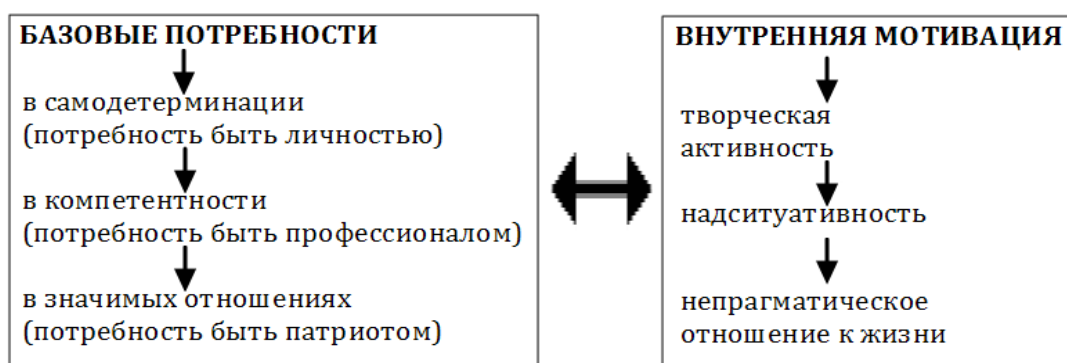 БАЗОВЫЕ ПОТРЕБНОСТИ
в самодетерминации
(потребность быть личностью)
в компетентности
(потребность быть профессионалом)
в значимых отношениях
(потребность быть патриотом)
ВНУТРЕННЯЯ МОТИВАЦИЯ
творческая
активность
надситуативность
непрагматическое
отношение к жизни